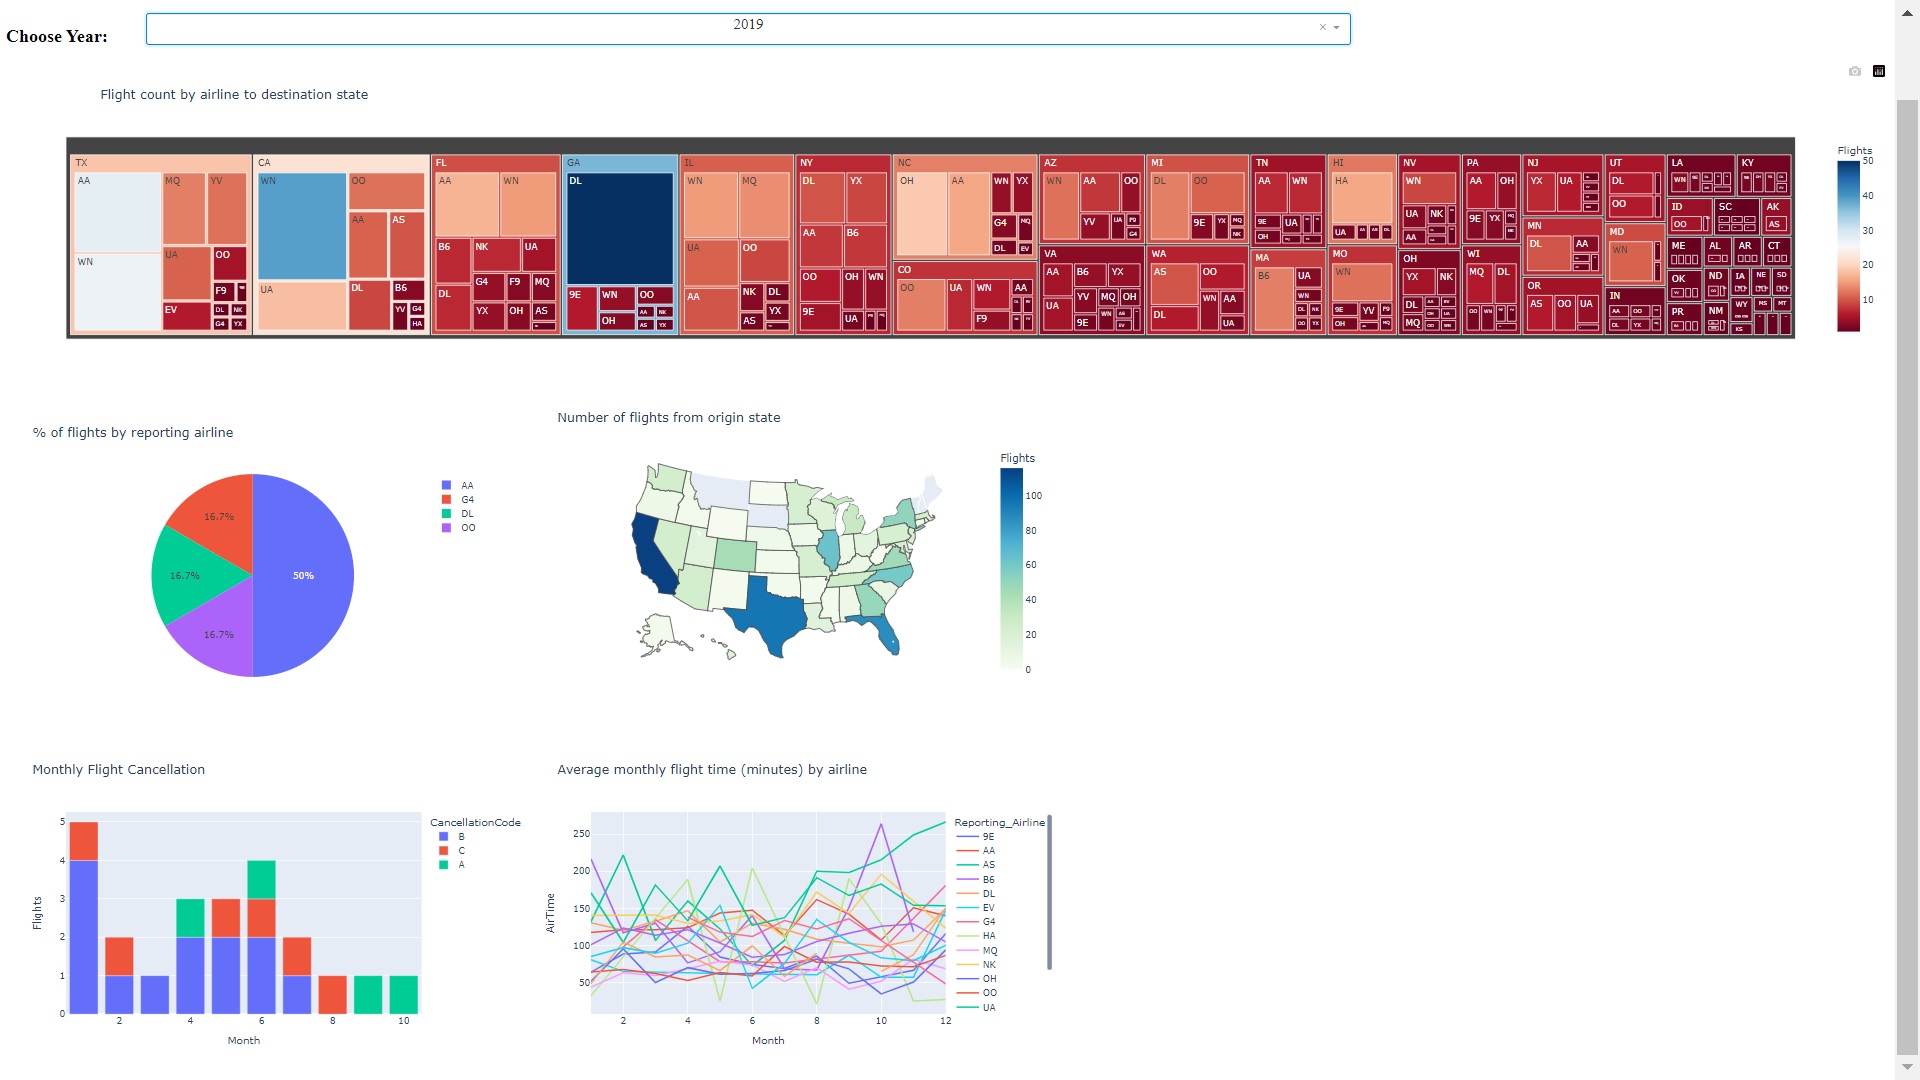 Choose Year:
2019
Flight count by airline to destination state
Flights
50
40
30
20
10
TX
AA
MQ
YV
WN
UA
OO
EV
F9
DL
NK
G4
YX
CA
WN
OO
AA
AS
UA
DL
B6
YV
G4
HA
FL
AA
WN
B6
NK
UA
DL
G4
F9
MQ
YX
OH
AS
GA
DL
9E
WN
OO
OH
AA
NK
AS
YX
IL
WN
MQ
UA
OO
AA
NK
DL
AS
YX
NY
DL
YX
AA
B6
OO
OH
WN
9E
UA
NC
OH
AA
WN
YX
G4
MQ
DL
EV
CO
OO
UA
WN
AA
F9
AZ
WN
AA
OO
YV
UA
F9
G4
VA
AA
B6
YX
UA
YV
MQ
OH
9E
WN
MI
DL
OO
9E
YX
MQ
NK
WA
AS
OO
WN
AA
DL
UA
TN
AA
WN
9E
UA
OH
MA
B6
UA
WN
DL
NK
OO
YX
HI
HA
UA
MO
WN
9E
YV
F9
OH
MQ
NV
WN
UA
NK
AA
OH
YX
NK
DL
MQ
PA
AA
OH
9E
YX
WI
MQ
DL
OO
WN
NJ
YX
UA
MN
DL
AA
OR
AS
OO
UA
UT
DL
OO
MD
WN
IN
AA
OO
DL
YX
LA
WN
KY
ID
OO
SC
AK
AS
ME
AL
AR
CT
OK
ND
IA
NE
SD
PR
NM
WY
MS
MT
KS
% of flights by reporting airline
50%
16.7%
16.7%
16.7%
AA
G4
DL
OO
Number of flights from origin state
Flights
100
80
60
40
20
0
Monthly Flight Cancellation
Flights
5
4
3
2
1
0
2
4
6
8
10
Month
CancellationCode
B
C
A
Average monthly flight time (minutes) by airline
AirTime
250
200
150
100
50
2
4
6
8
10
12
Month
Reporting_Airline
9E
AA
AS
B6
DL
EV
G4
HA
MQ
NK
OH
OO
UA